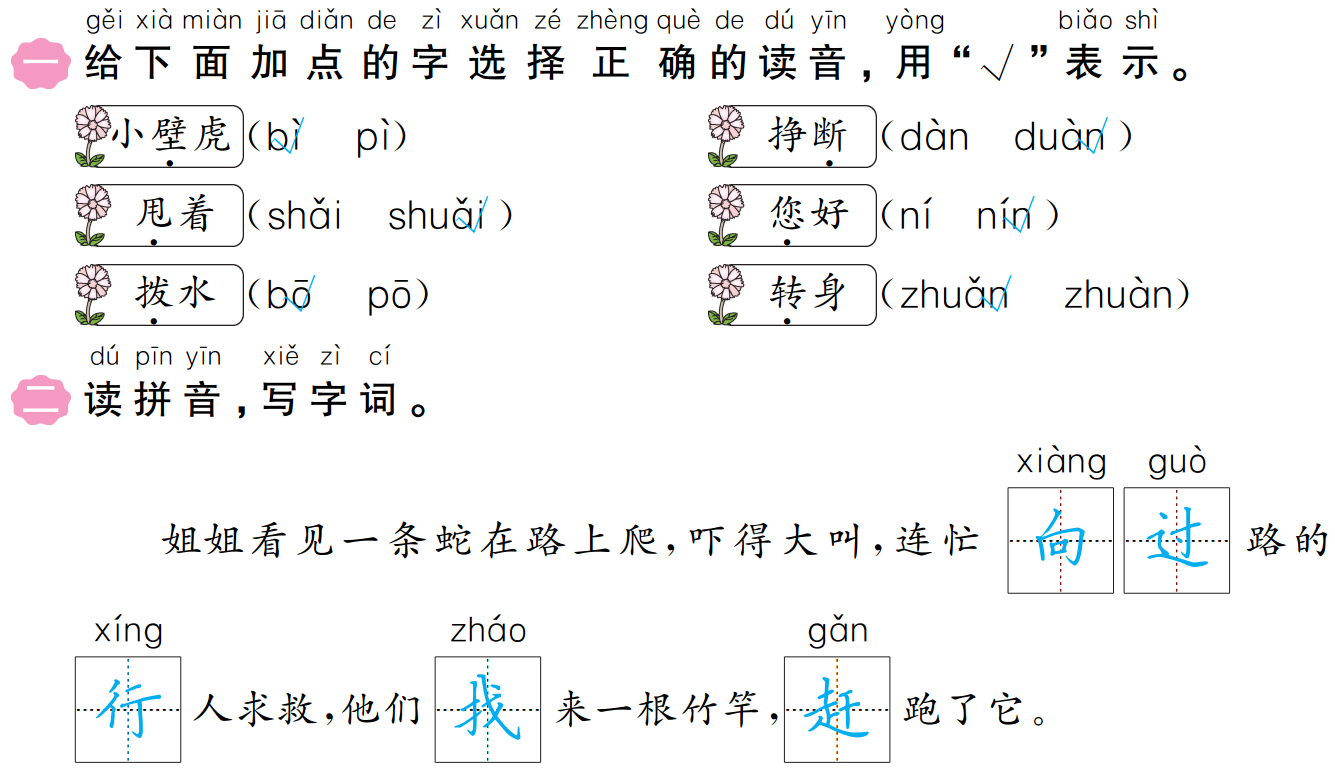 gěi xià miàn jiā diǎn de zì xuǎn zé zhèng què de dú yīn yòng biǎo shì
一 给下面加点的字选择正确的读音，用“√”表示。
小壁虎（bì√ pì） 挣断（dàn duàn√）
甩着（shǎi shuǎi√） 您好（ní nín√）
拨水（bō√ pō） 转身（zhuǎn√ zhuàn）
dú pīn yīn xiě zì cí
二 读拼音，写字词。
xiàng guò
姐姐看见一条蛇在路上爬，吓得大叫，连忙向过路的
xíng zháo gǎn
行人求救，他们找来一根竹竿，赶跑了它。